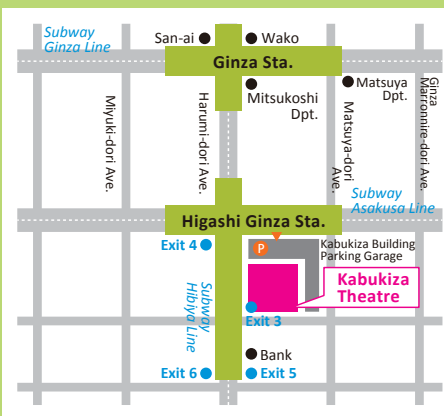 Subway
Ginza Line
San-ai
Wako
Ginza Sta.
Mitsukoshi
Dpt.
Matsuya
Dpt.
Miyuki-dori Ave.
Harumi-dori Ave.
Matsuya-dori
Ave.
Ginza
Marronnire-dori Ave.
Subway
Asakusa Line
Higashi Ginza Sta.
Exit 4
P
Kabukiza Building
Parking Garage
Kabukiza
Theatre
Subway
Hibiya Line
Exit 3
Bank
Exit 6
Exit 5